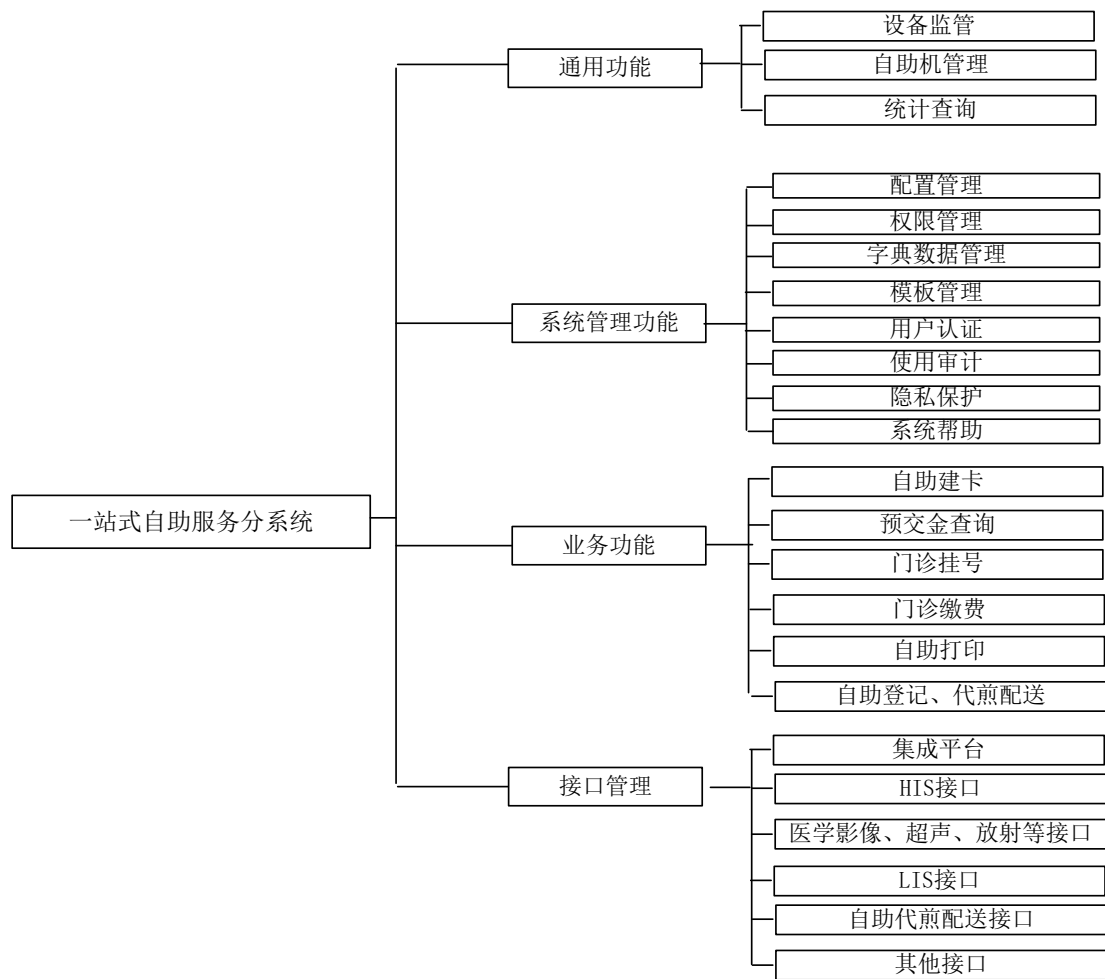 一站式自助服务分系统
通用功能
设备监管
自助机管理
统计查询
系统管理功能
配置管理
权限管理
字典数据管理
模板管理
用户认证
使用审计
隐私保护
系统帮助
业务功能
自助建卡
预交金查询
门诊挂号
门诊缴费
自助打印
自助登记、代煎配送
接口管理
集成平台
HIS接口
医学影像、超声、放射等接口
LIS接口
自助代煎配送接口
其他接口